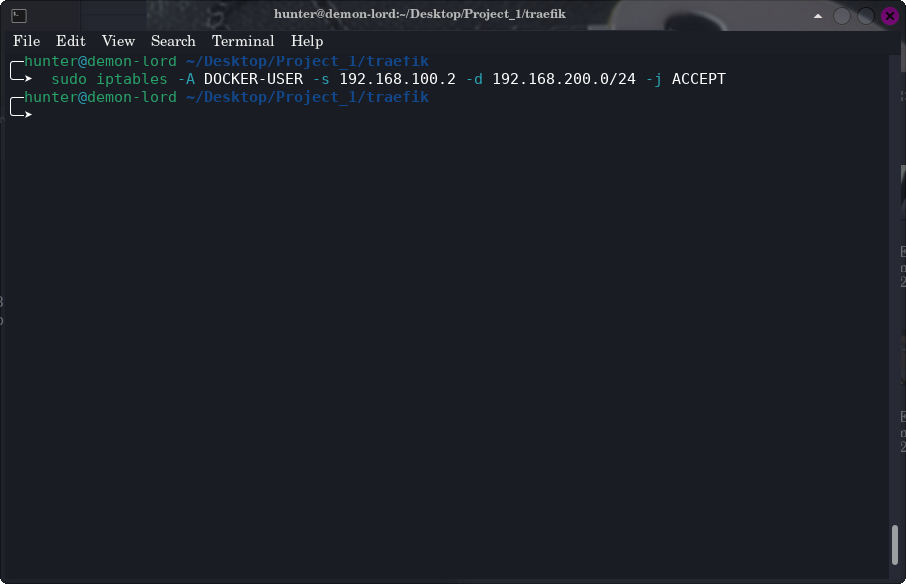 hunter@demon-lord:~/Desktop/Project_1/traefik
File Edit View Search Terminal Help
hunter@demon-lord ~/Desktop/Project_1/traefik
sudo iptables -A DOCKER-USER -s 192.168.100.2 -d 192.168.200.0/24 -j ACCEPT
hunter@demon-lord ~/Desktop/Project_1/traefik